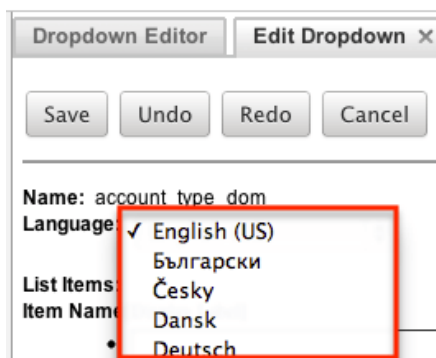 Dropdown Editor Edit Dropdown ×
Save Undo Redo Cancel
Name: account_type_dom
Language:
✓ English (US)
Български
Česky
List Items:
Item Name
Dansk
Deutsch